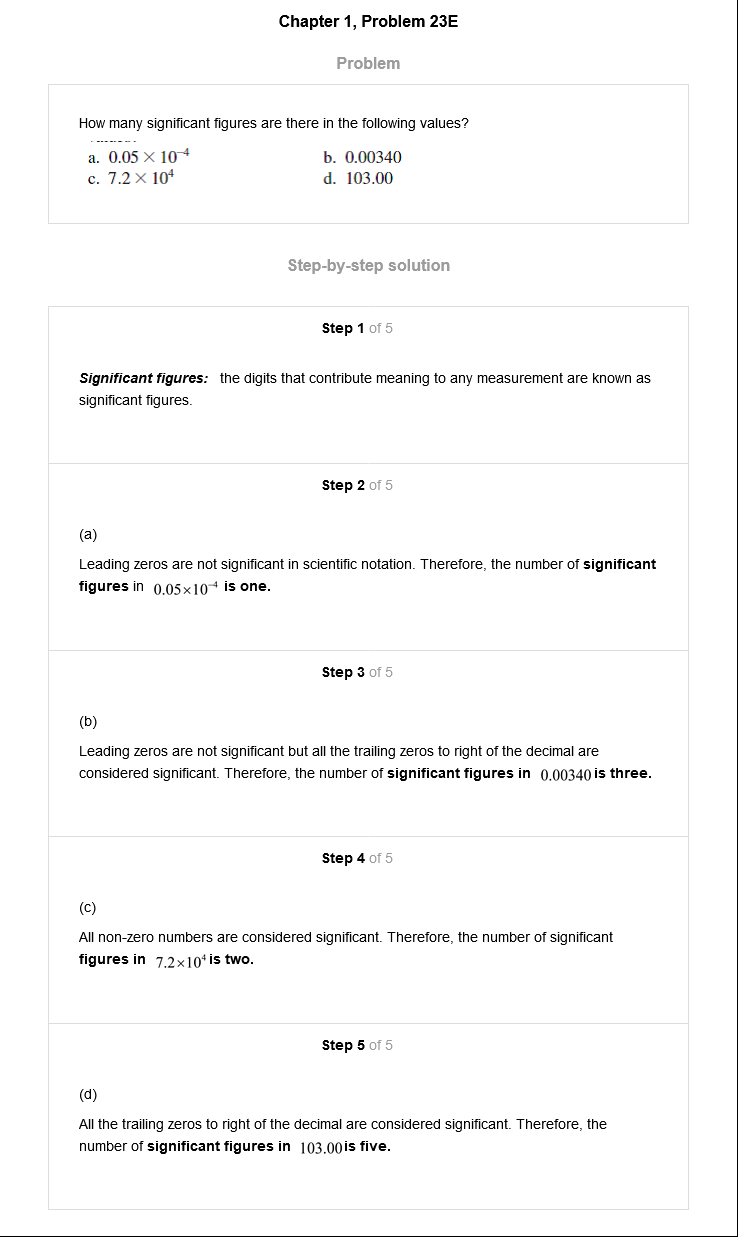 Chapter 1, Problem 23E
Problem
How many significant figures are there in the following values?
a. 0.05 × 10⁻⁴ b. 0.00340
c. 7.2 × 10⁴ d. 103.00
Step-by-step solution
Step 1 of 5
Significant figures: the digits that contribute meaning to any measurement are known as
significant figures.
Step 2 of 5
(a)
Leading zeros are not significant in scientific notation. Therefore, the number of significant
figures in 0.05×10⁻⁴ is one.
Step 3 of 5
(b)
Leading zeros are not significant but all the trailing zeros to right of the decimal are
considered significant. Therefore, the number of significant figures in 0.00340 is three.
Step 4 of 5
(c)
All non-zero numbers are considered significant. Therefore, the number of significant
figures in 7.2×10⁴ is two.
Step 5 of 5
(d)
All the trailing zeros to right of the decimal are considered significant. Therefore, the
number of significant figures in 103.00 is five.